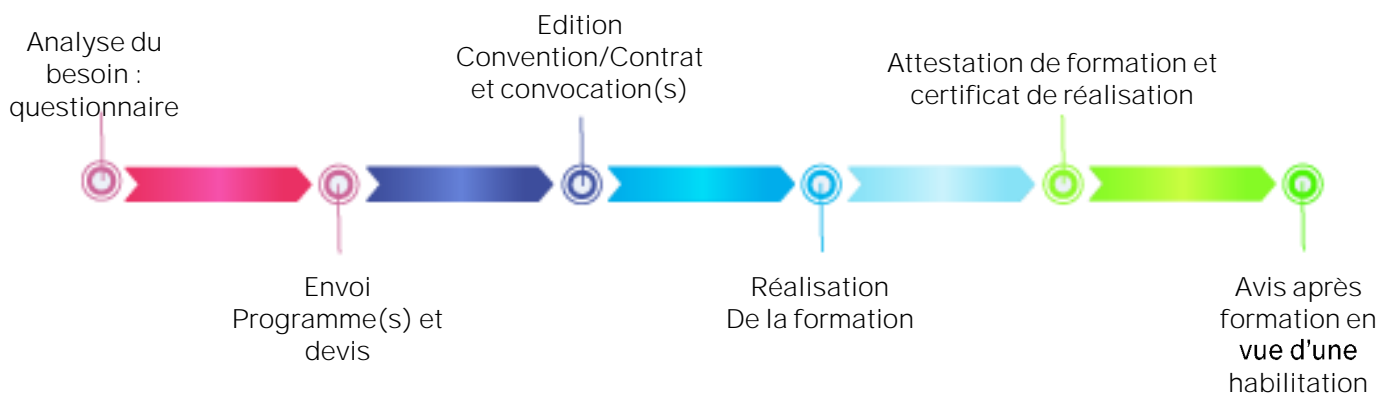 Analyse du
besoin :
questionnaire
Envoi
Programme(s) et
devis
Edition
Convention/Contrat
et convocation(s)
Réalisation
De la formation
Attestation de formation et
certificat de réalisation
Avis après
formation en
vue d'une
habilitation